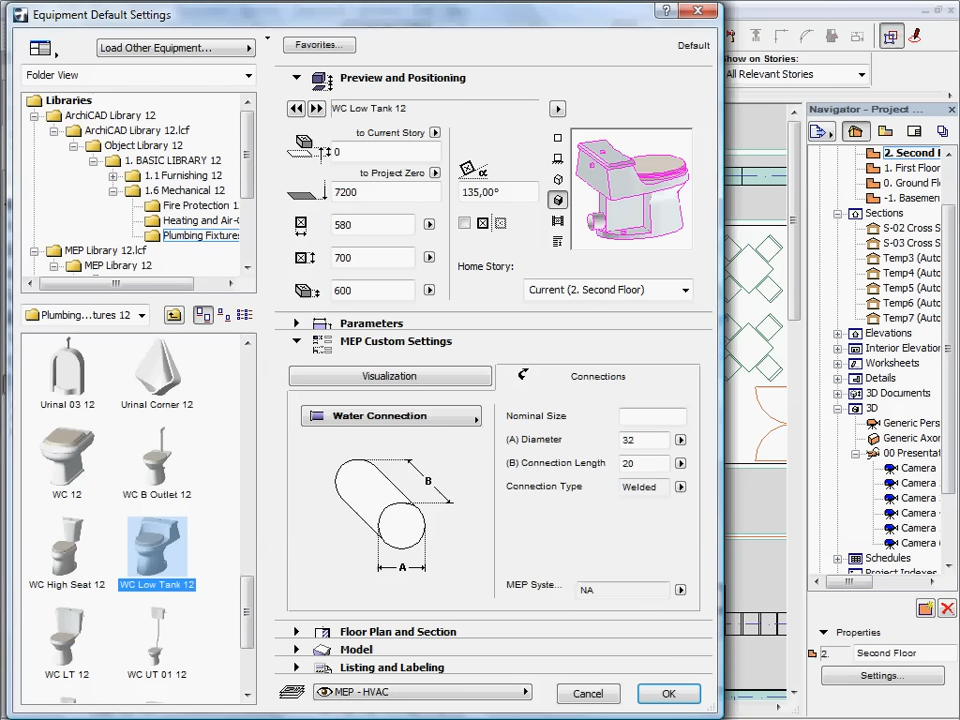 Equipment Default Settings
Load Other Equipment...
Favorites...
Default
Folder View
Libraries
ArchiCAD Library 12
ArchiCAD Library 12.lcf
Object Library 12
1. BASIC LIBRARY 12
1.1 Furnishing 12
1.6 Mechanical 12
Fire Protection 1
Heating and Air-C
Plumbing Fixtures
MEP Library 12.lcf
MEP Library 12
Plumbing...tures 12
Urinal 03 12
Urinal Corner 12
WC 12
WC B Outlet 12
WC High Seat 12
WC Low Tank 12
WC LT 12
WC UT 01 12
Preview and Positioning
WC Low Tank 12
to Current Story
0
to Project Zero
7200
135,00°
580
700
600
Home Story:
Current (2. Second Floor)
Parameters
MEP Custom Settings
Visualization
Connections
Water Connection
Nominal Size
(A) Diameter
32
(B) Connection Length
20
Connection Type
Welded
B
A
MEP Syste...
NA
Floor Plan and Section
Model
Listing and Labeling
MEP - HVAC
Cancel
OK
how on Stories:
All Relevant Stories
Navigator - Project ...
2. Second F
1. First Floor
0. Ground Fl
-1. Basemen
Sections
S-02 Cross S
S-03 Cross S
Temp3 (Auto
Temp4 (Auto
Temp5 (Auto
Temp6 (Auto
Temp7 (Auto
Elevations
Interior Elevation
Worksheets
Details
3D Documents
3D
Generic Pers
Generic Axon
00 Presentat
Camera
Camera
Camera
Camera
Camera
Camera
Schedules
Project Indexes
Properties
2.
Second Floor
Settings...